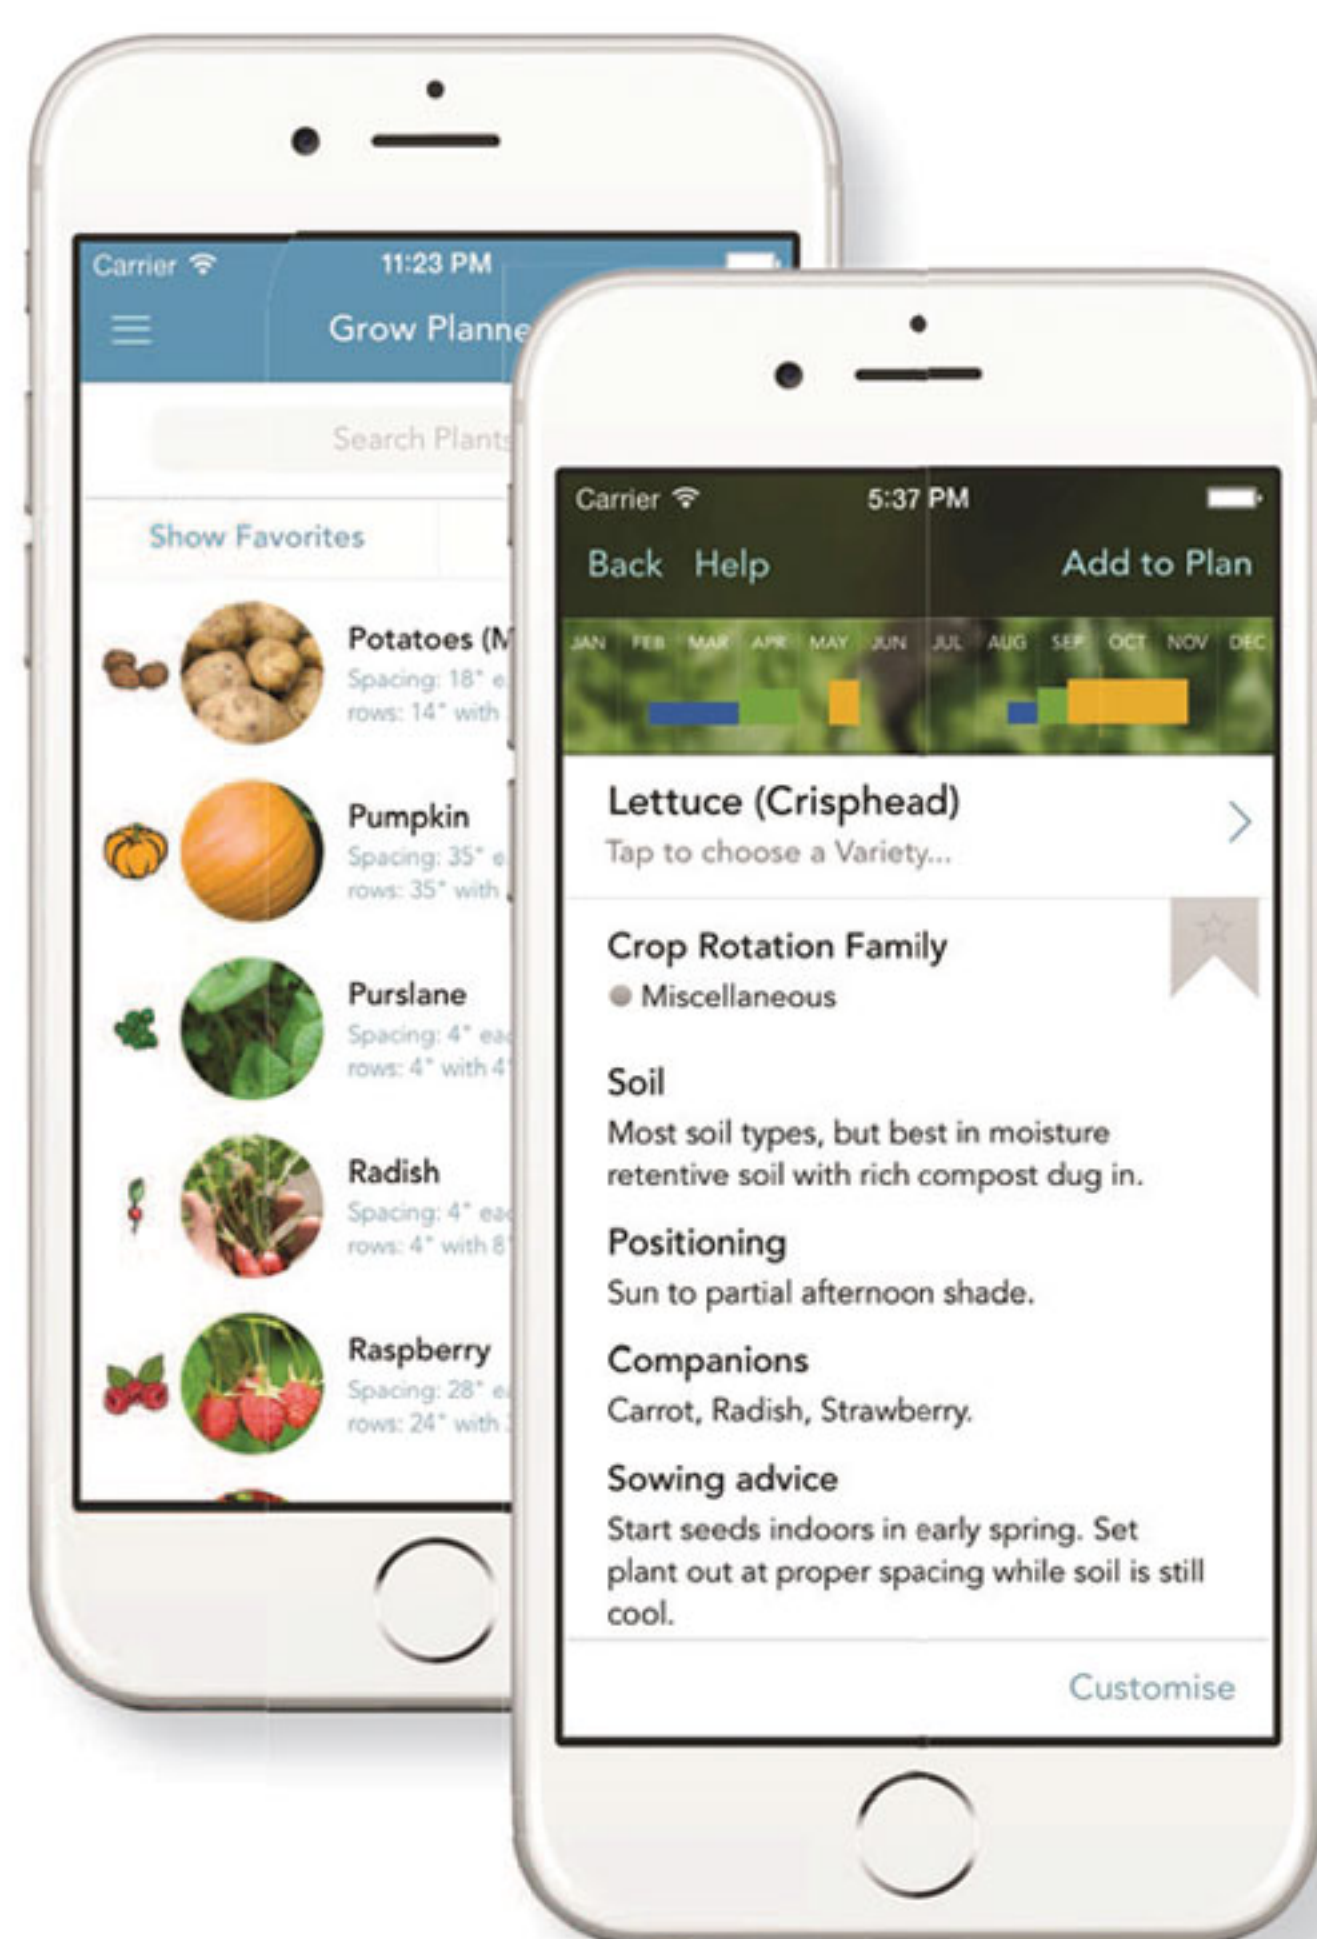 Carrier
11:23 PM
Grow Planne
Search Plants
Show Favorites
Potatoes (M
Spacing: 18" e
rows: 14" with
Pumpkin
Spacing: 35" e
rows: 35" with
Purslane
Spacing: 4" eac
rows: 4" with 4"
Radish
Spacing: 4" eac
rows: 4" with 8"
Raspberry
Spacing: 28" ea
rows: 24" with
Carrier
5:37 PM
Back Help Add to Plan
JAN FEB MAR APR MAY JUN JUL AUG SEP OCT NOV DEC
Lettuce (Crisphead)
Tap to choose a Variety...
Crop Rotation Family
Miscellaneous
Soil
Most soil types, but best in moisture
retentive soil with rich compost dug in.
Positioning
Sun to partial afternoon shade.
Companions
Carrot, Radish, Strawberry.
Sowing advice
Start seeds indoors in early spring. Set
plant out at proper spacing while soil is still
cool.
Customise